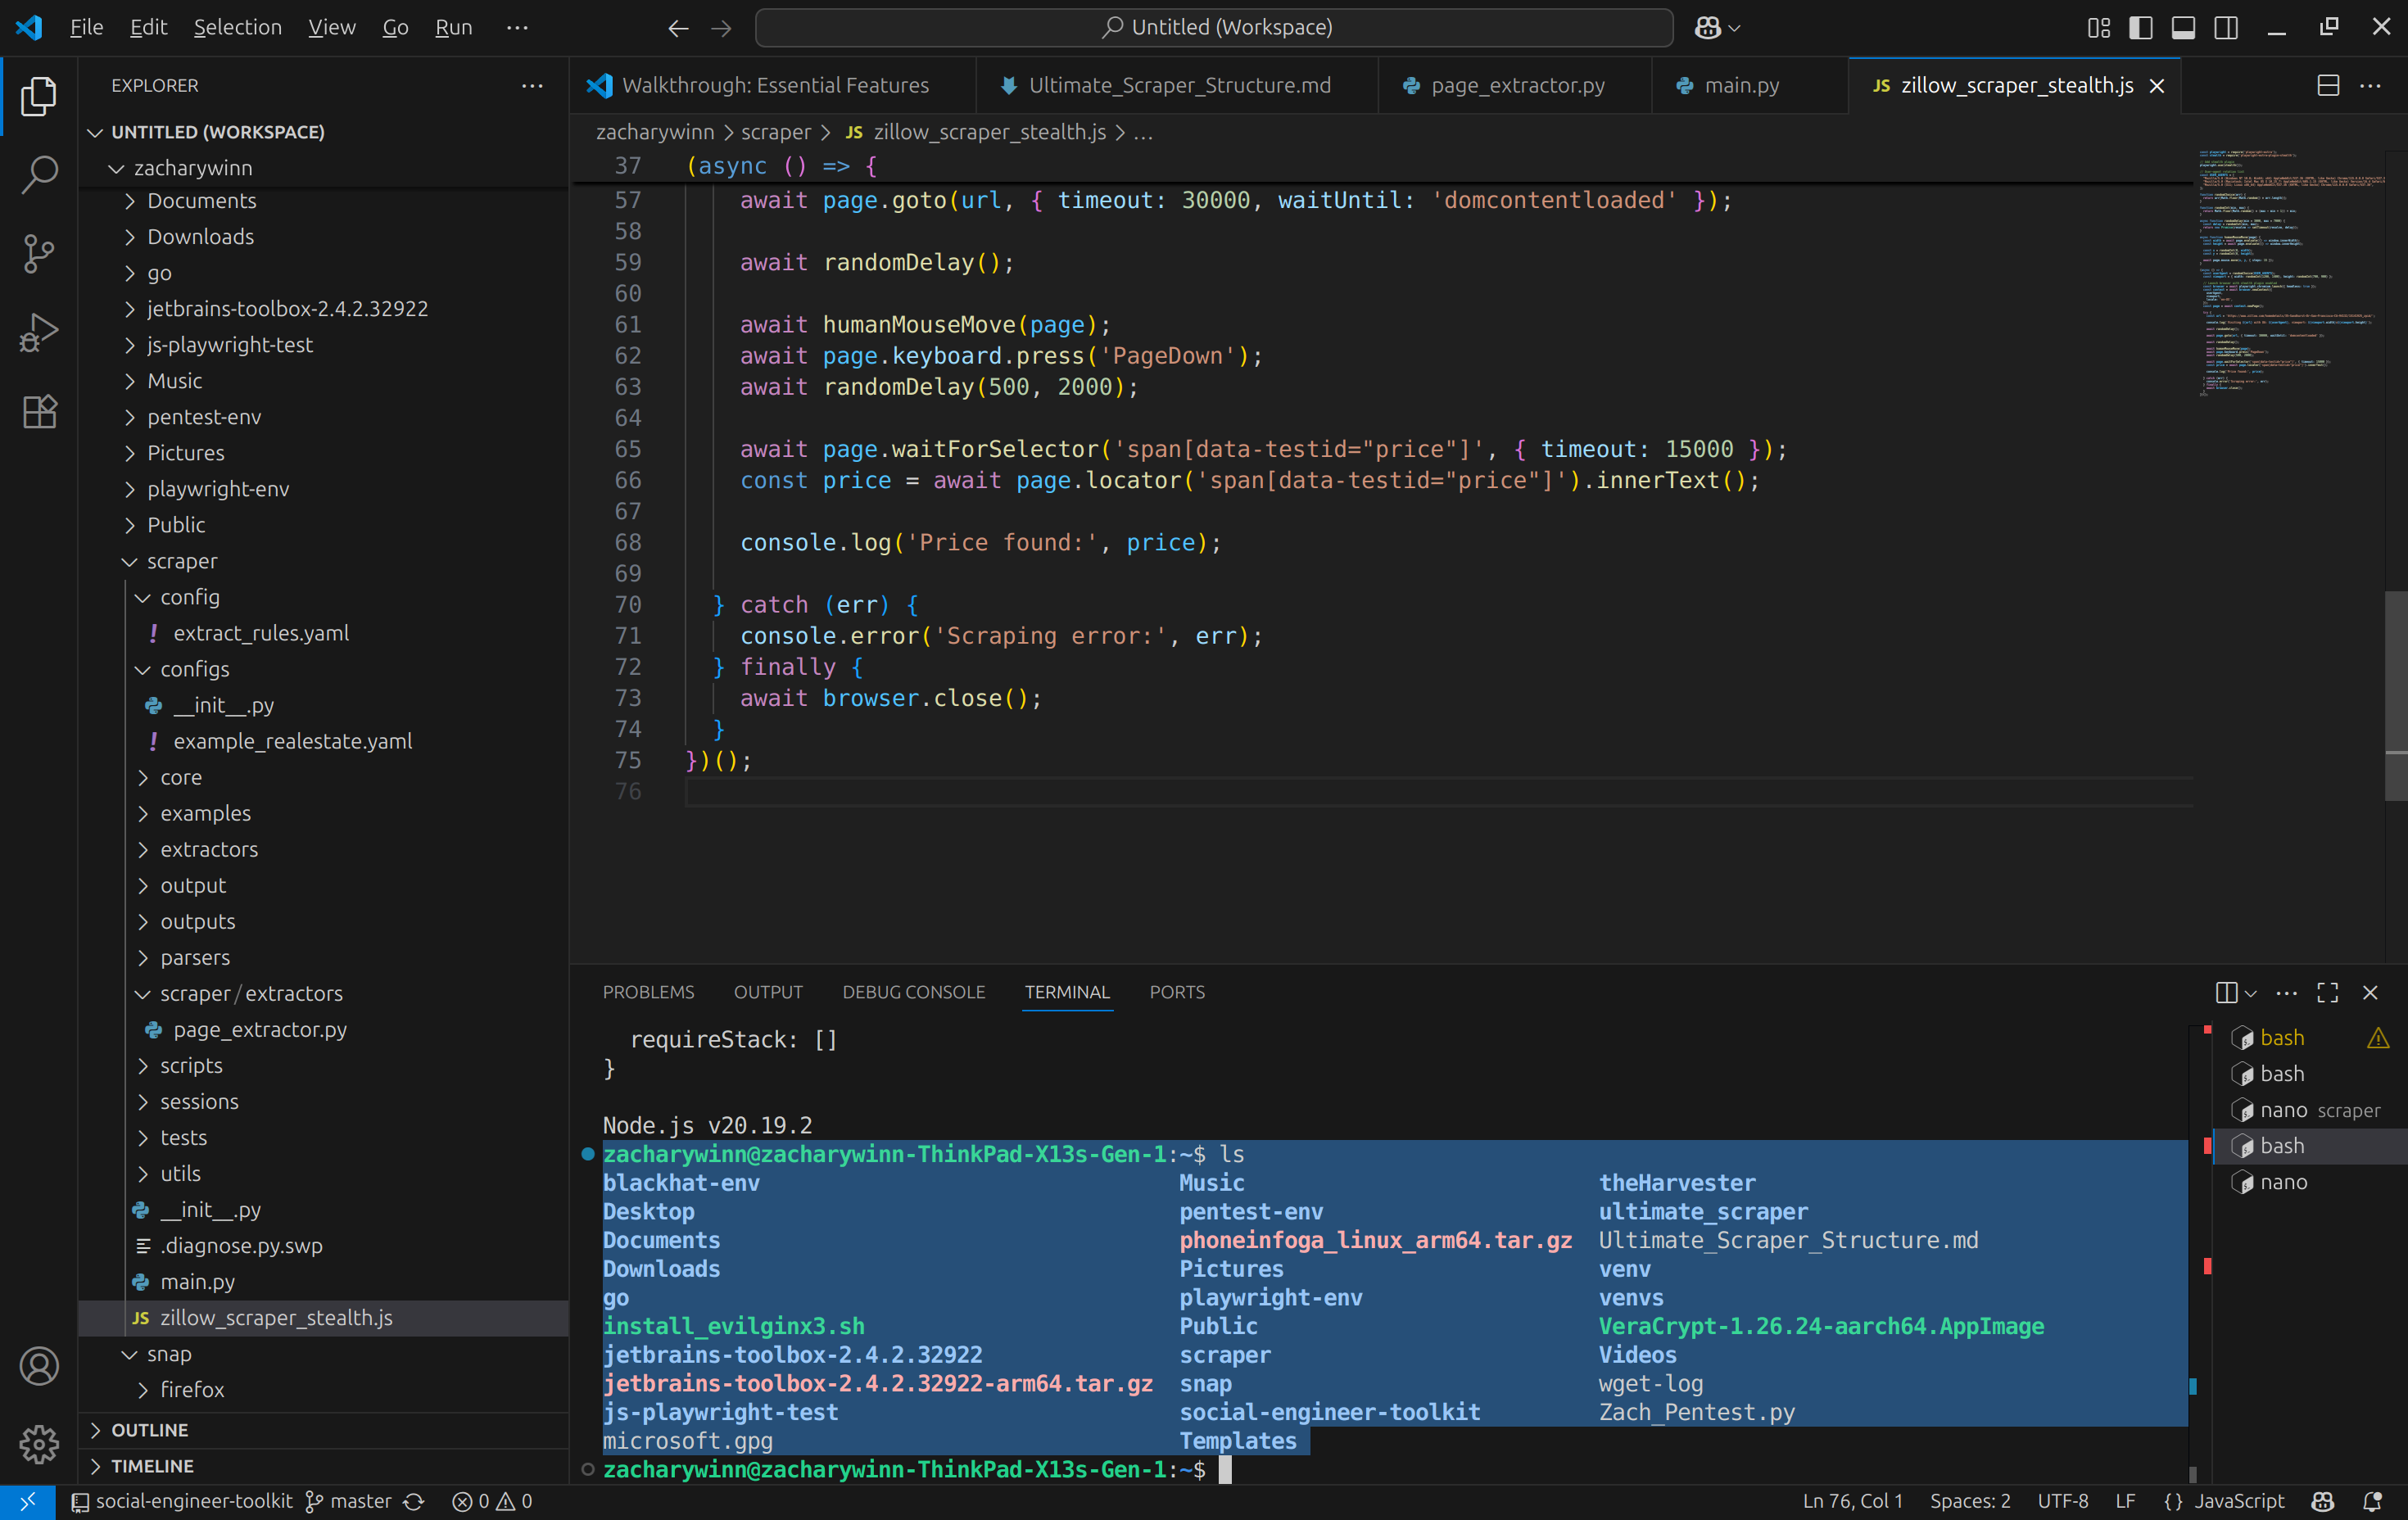 File Edit Selection View Go Run ··· Untitled (Workspace)
EXPLORER
UNTITLED (WORKSPACE)
zacharywinn
Documents
Downloads
go
jetbrains-toolbox-2.4.2.32922
js-playwright-test
Music
pentest-env
Pictures
playwright-env
Public
scraper
config
! extract_rules.yaml
configs
__init__.py
! example_realestate.yaml
core
examples
extractors
output
outputs
parsers
scraper/extractors
page_extractor.py
scripts
sessions
tests
utils
__init__.py
.diagnose.py.swp
main.py
JS zillow_scraper_stealth.js
snap
firefox
OUTLINE
TIMELINE
Walkthrough: Essential Features Ultimate_Scraper_Structure.md page_extractor.py main.py JS zillow_scraper_stealth.js
zacharywinn > scraper > JS zillow_scraper_stealth.js > ...
37 (async () => {
57 await page.goto(url, { timeout: 30000, waitUntil: 'domcontentloaded' });
58
59 await randomDelay();
60
61 await humanMouseMove(page);
62 await page.keyboard.press('PageDown');
63 await randomDelay(500, 2000);
64
65 await page.waitForSelector('span[data-testid="price"]', { timeout: 15000 });
66 const price = await page.locator('span[data-testid="price"]').innerText();
67
68 console.log('Price found:', price);
69
70 } catch (err) {
71 console.error('Scraping error:', err);
72 } finally {
73 await browser.close();
74 }
75 })();
76
PROBLEMS OUTPUT DEBUG CONSOLE TERMINAL PORTS
requireStack: []
}
Node.js v20.19.2
zacharywinn@zacharywinn-ThinkPad-X13s-Gen-1:~$ ls
blackhat-env Music theHarvester
Desktop pentest-env ultimate_scraper
Documents phoneinfoga_linux_arm64.tar.gz Ultimate_Scraper_Structure.md
Downloads Pictures venv
go playwright-env venvs
install_evilginx3.sh Public VeraCrypt-1.26.24-aarch64.AppImage
jetbrains-toolbox-2.4.2.32922 scraper Videos
jetbrains-toolbox-2.4.2.32922-arm64.tar.gz snap wget-log
js-playwright-test social-engineer-toolkit Zach_Pentest.py
microsoft.gpg Templates
zacharywinn@zacharywinn-ThinkPad-X13s-Gen-1:~$
bash
bash
nano scraper
bash
nano
social-engineer-toolkit master 0 0 Ln 76, Col 1 Spaces: 2 UTF-8 LF {} JavaScript